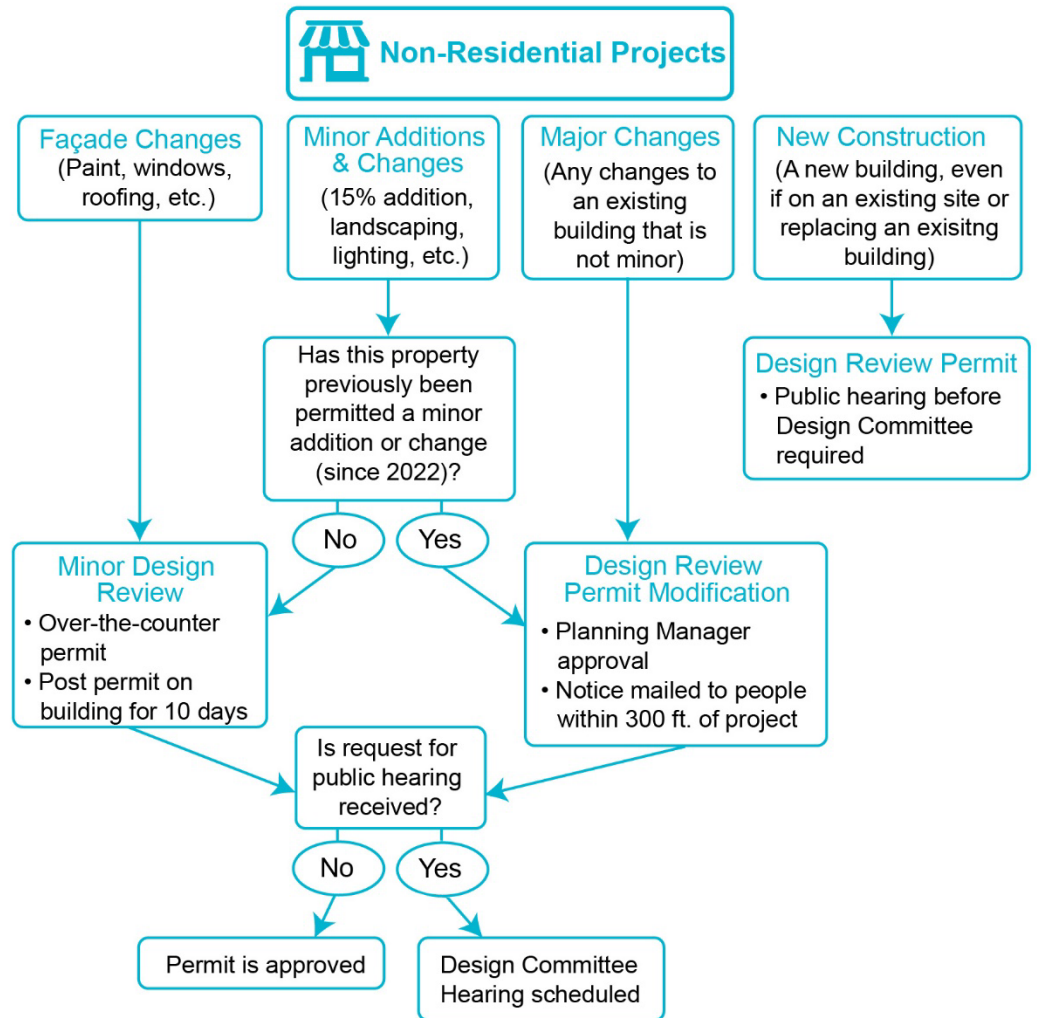 Non-Residential Projects
Façade Changes
(Paint, windows,
roofing, etc.)
Minor Additions
& Changes
(15% addition,
landscaping,
lighting, etc.)
Major Changes
(Any changes to
an existing
building that is
not minor)
New Construction
(A new building, even
if on an existing site or
replacing an exisitng
building)
Has this property
previously been
permitted a minor
addition or change
(since 2022)?
Design Review Permit
• Public hearing before
Design Committee
required
No
Yes
Minor Design
Review
• Over-the-counter
permit
• Post permit on
building for 10 days
Design Review
Permit Modification
• Planning Manager
approval
• Notice mailed to people
within 300 ft. of project
Is request for
public hearing
received?
No
Yes
Permit is approved
Design Committee
Hearing scheduled